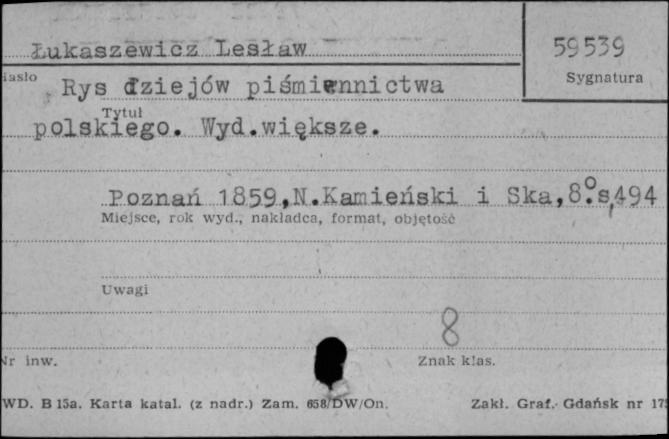 Łukaszewicz Lesław
59539
iasło
Sygnatura
Rys dziejów piśmiennictwa
Tytuł
polskiego. Wyd.większe.
Poznań 1859,N.Kamieński i Ska,8°.s,494
Miejsce, rok wyd., nakładca, format, objętość
Uwagi
8
Nr inw.
Znak klas.
WD. B 15a. Karta katal. (z nadr.) Zam. 658/DW/On.
Zakł. Graf. Gdańsk nr 175